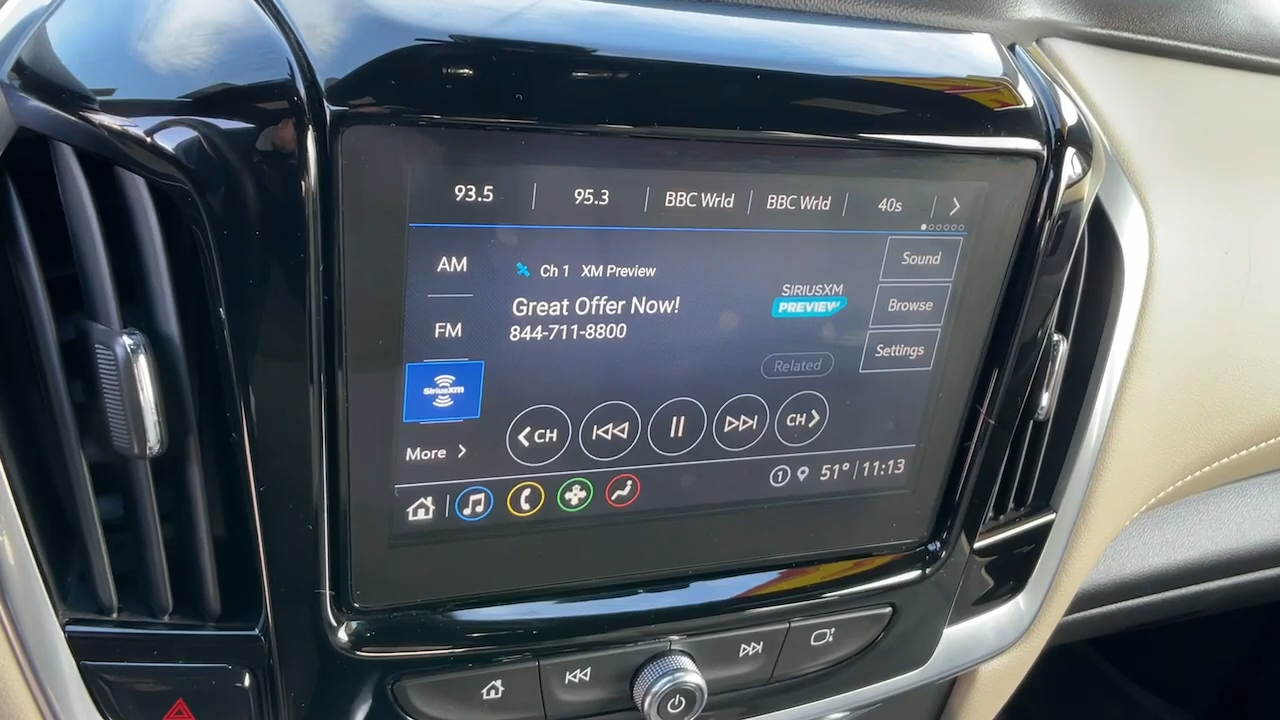 93.5 95.3 BBC Wrld BBC Wrld 40s
AM
Ch 1 XM Preview
SIRIUSXM
PREVIEW
Sound
Great Offer Now!
844-711-8800
Browse
FM
Settings
Related
SiriusXM
CH
CH
More
1 51° 11:13